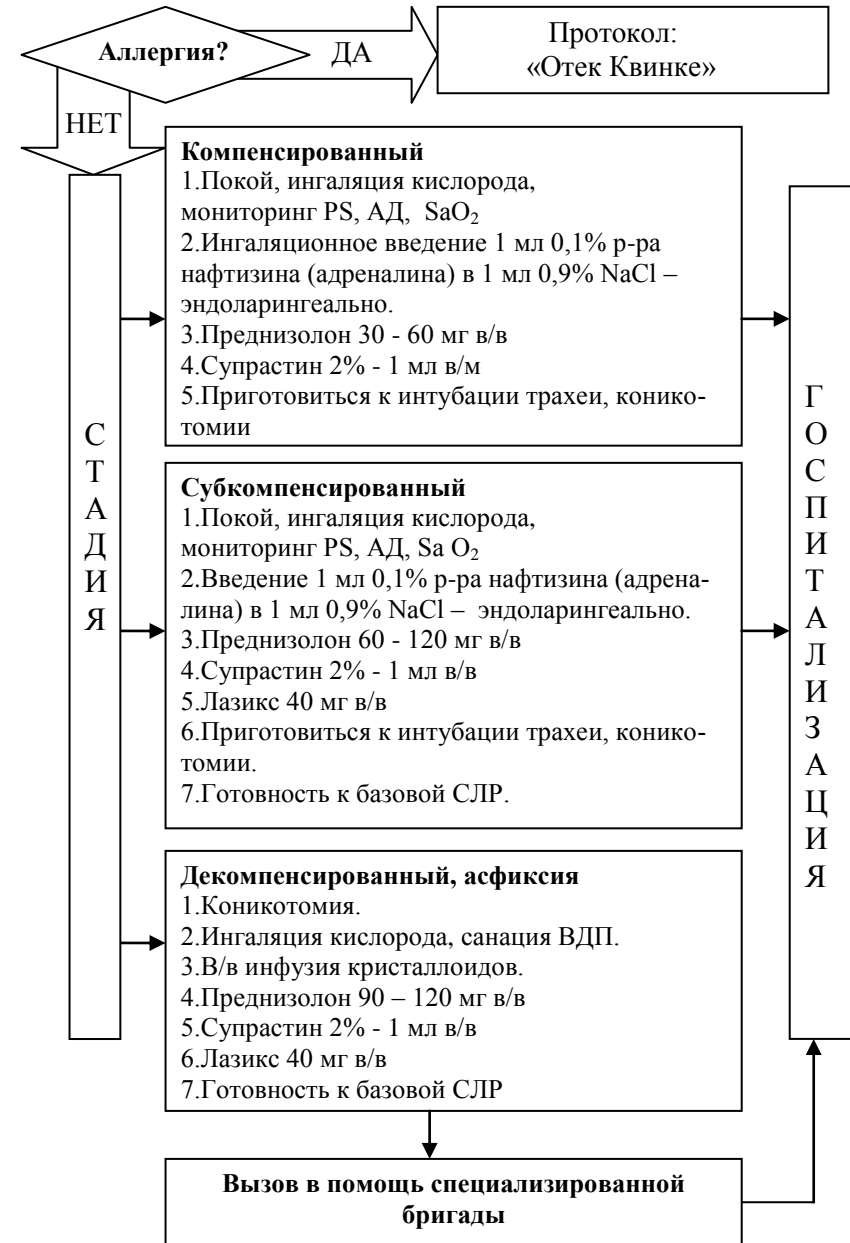 Аллергия?
ДА
Протокол:
«Отек Квинке»
НЕТ
Компенсированный
1.Покой, ингаляция кислорода,
мониторинг PS, АД, SaO₂
2.Ингаляционное введение 1 мл 0,1% р-ра
нафтизина (адреналина) в 1 мл 0,9% NaCl –
эндоларингеально.
3.Преднизолон 30 - 60 мг в/в
4.Супрастин 2% - 1 мл в/м
5.Приготовиться к интубации трахеи, конико-
томии
СТАДИЯ
Субкомпенсированный
1.Покой, ингаляция кислорода,
мониторинг PS, АД, Sa O₂
2.Введение 1 мл 0,1% р-ра нафтизина (адрена-
лина) в 1 мл 0,9% NaCl – эндоларингеально.
3.Преднизолон 60 - 120 мг в/в
4.Супрастин 2% - 1 мл в/в
5.Лазикс 40 мг в/в
6.Приготовиться к интубации трахеи, конико-
томии.
7.Готовность к базовой СЛР.
Декомпенсированный, асфиксия
1.Коникотомия.
2.Ингаляция кислорода, санация ВДП.
3.В/в инфузия кристаллоидов.
4.Преднизолон 90 – 120 мг в/в
5.Супрастин 2% - 1 мл в/в
6.Лазикс 40 мг в/в
7.Готовность к базовой СЛР
ГОСПИТАЛИЗАЦИЯ
Вызов в помощь специализированной
бригады